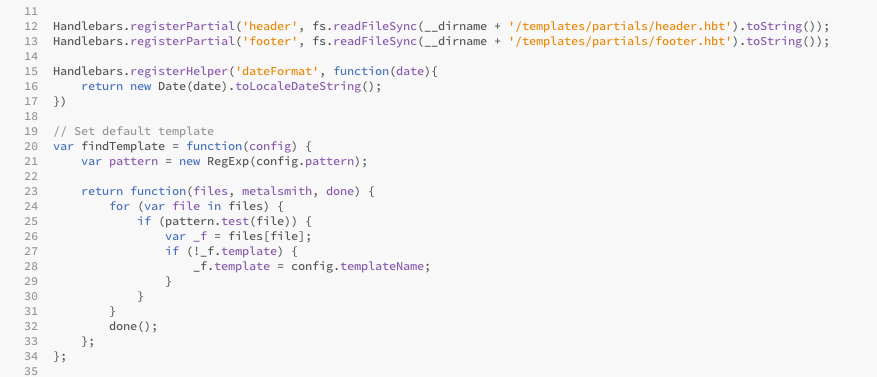 11
12 Handlebars.registerPartial('header', fs.readFileSync(__dirname + '/templates/partials/header.hbt').toString());
13 Handlebars.registerPartial('footer', fs.readFileSync(__dirname + '/templates/partials/footer.hbt').toString());
14
15 Handlebars.registerHelper('dateFormat', function(date){
16     return new Date(date).toLocaleDateString();
17 })
18
19 // Set default template
20 var findTemplate = function(config) {
21     var pattern = new RegExp(config.pattern);
22
23     return function(files, metalsmith, done) {
24         for (var file in files) {
25             if (pattern.test(file)) {
26                 var _f = files[file];
27                 if (!_f.template) {
28                     _f.template = config.templateName;
29                 }
30             }
31         }
32         done();
33     };
34 };
35